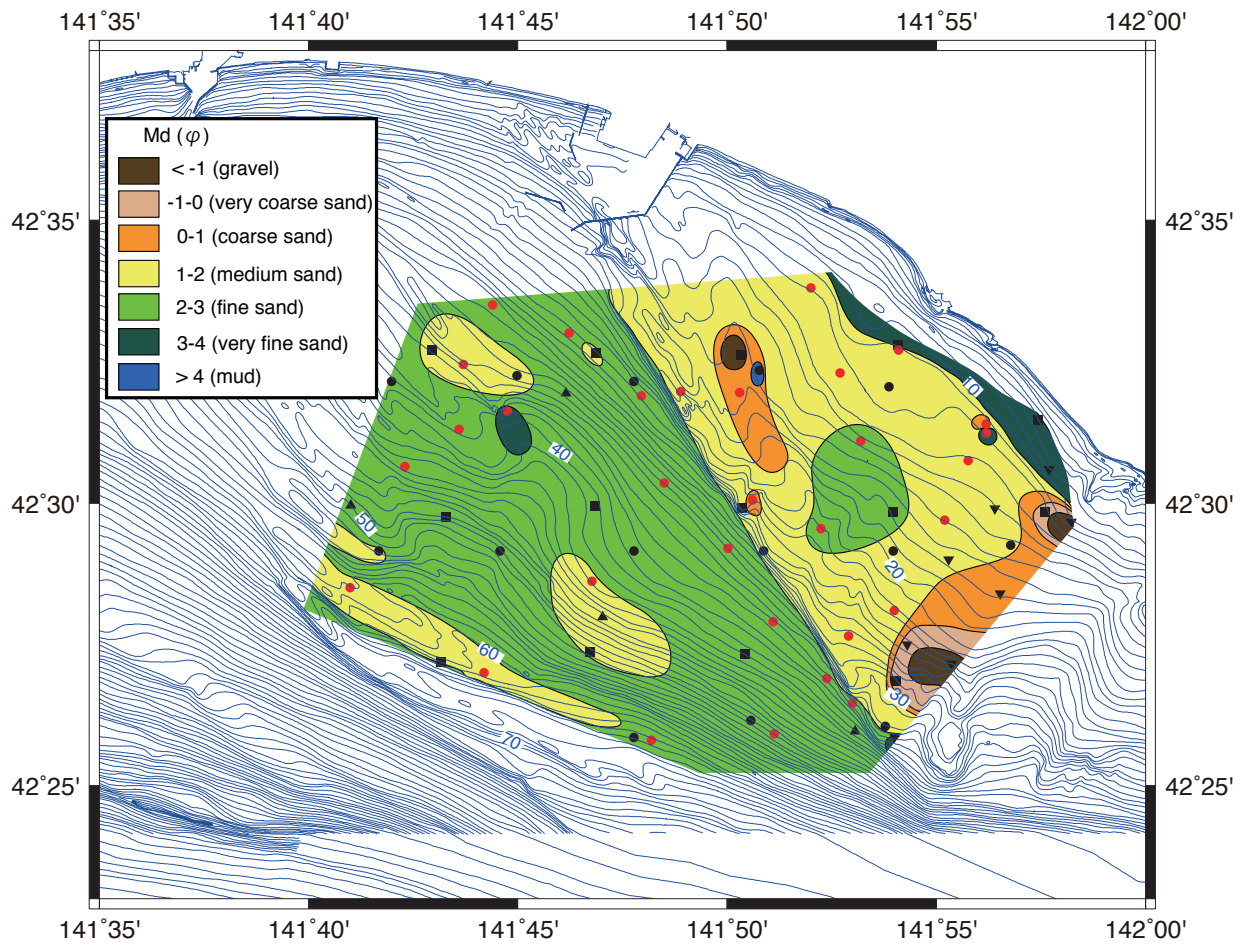 141˚35' 141˚40' 141˚45' 141˚50' 141˚55' 142˚00'
Md (φ)
< -1 (gravel)
-1-0 (very coarse sand)
0-1 (coarse sand)
1-2 (medium sand)
2-3 (fine sand)
3-4 (very fine sand)
> 4 (mud)
42˚35' 42˚35'
10
40
42˚30' 42˚30'
50
20
60
30
70
42˚25' 42˚25'
141˚35' 141˚40' 141˚45' 141˚50' 141˚55' 142˚00'